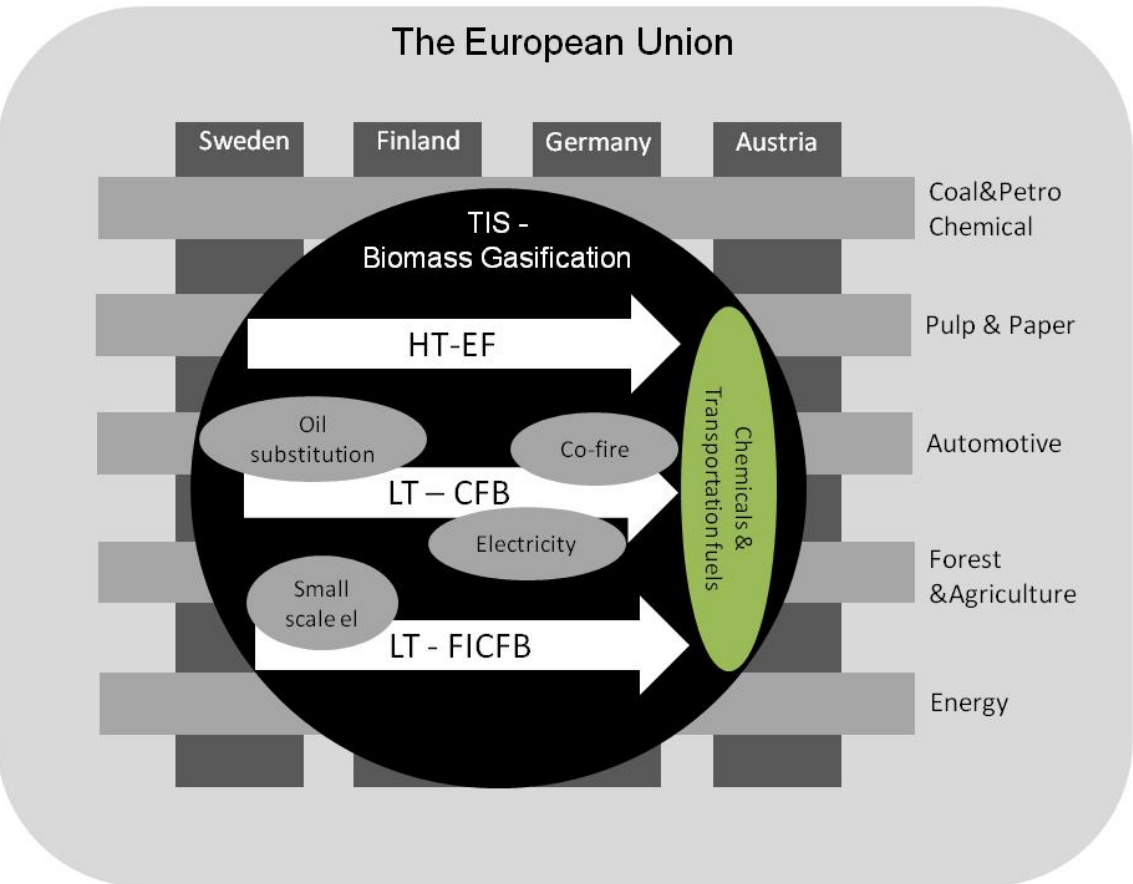 The European Union
Sweden
Finland
Germany
Austria
Coal&Petro
Chemical
TIS -
Biomass Gasification
Pulp & Paper
HT-EF
Oil
substitution
Co-fire
Automotive
LT – CFB
Chemicals &
Transportation fuels
Electricity
Forest
&Agriculture
Small
scale el
LT - FICFB
Energy